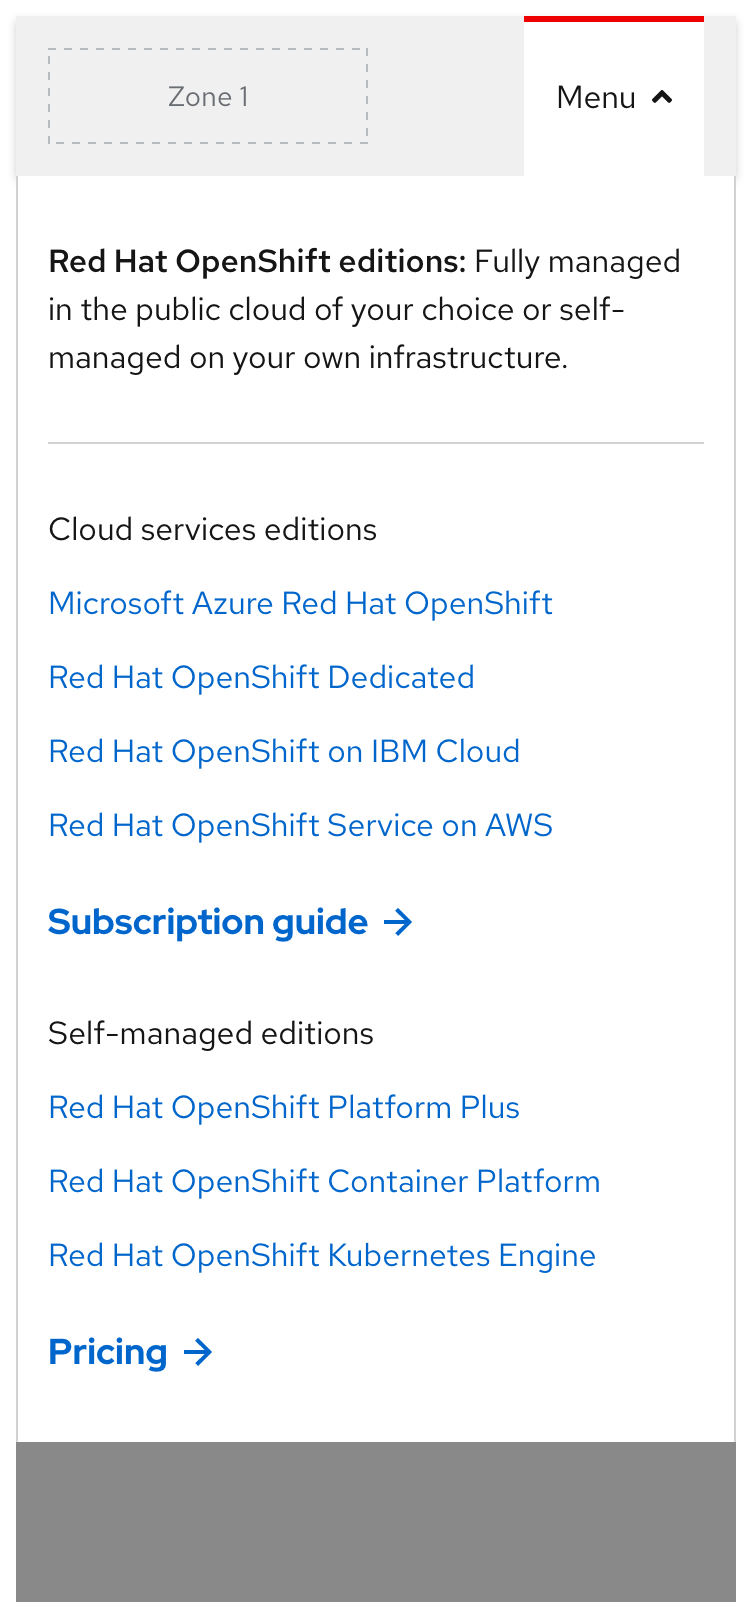 Zone 1
Menu
Red Hat OpenShift editions: Fully managed
in the public cloud of your choice or self-
managed on your own infrastructure.
Cloud services editions
Microsoft Azure Red Hat OpenShift
Red Hat OpenShift Dedicated
Red Hat OpenShift on IBM Cloud
Red Hat OpenShift Service on AWS
Subscription guide →
Self-managed editions
Red Hat OpenShift Platform Plus
Red Hat OpenShift Container Platform
Red Hat OpenShift Kubernetes Engine
Pricing →